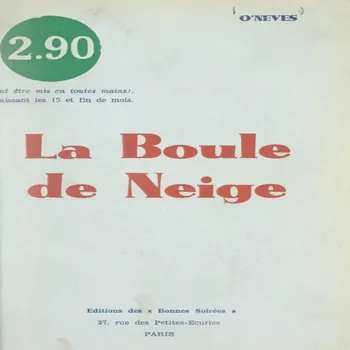 O'NEVES
2.90
ut être mis en toutes mains),
aissant les 15 et fin de mois.
La Boule
de Neige
Editions des « Bonnes Soirées »
27, rue des Petites-Ecuries
PARIS